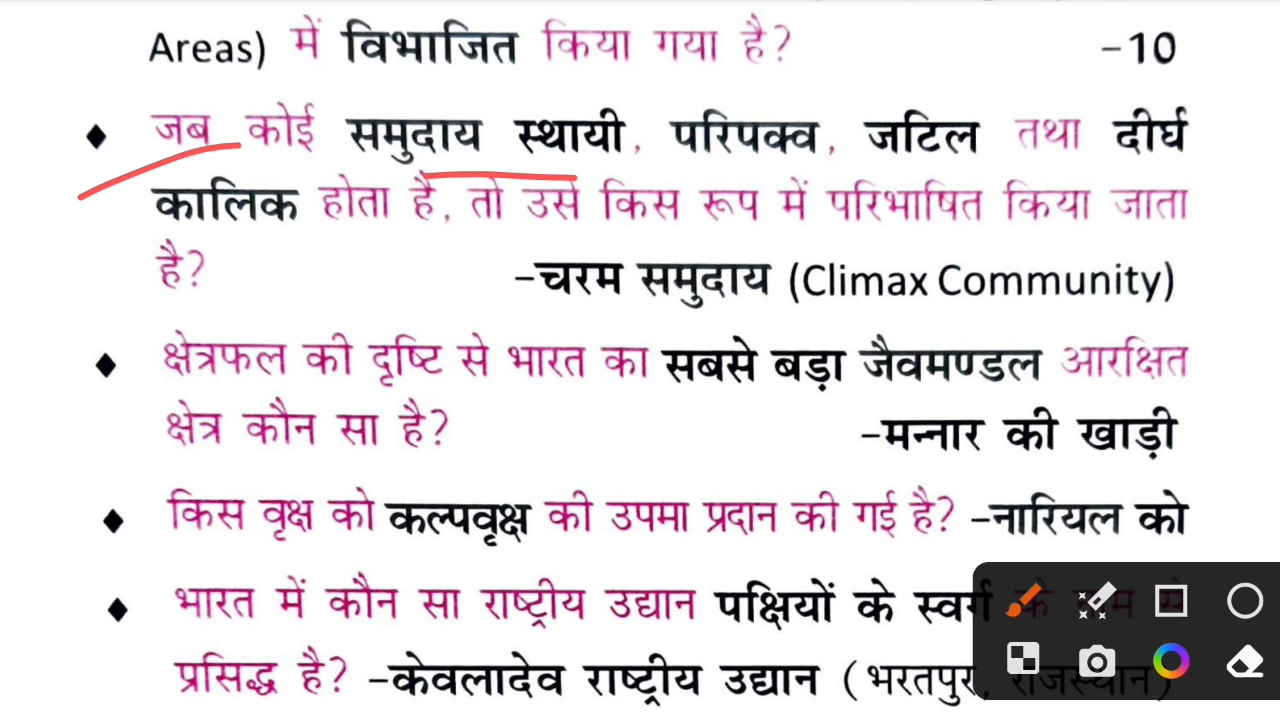 Areas) में विभाजित किया गया है? –10
♦ जब कोई समुदाय स्थायी, परिपक्व, जटिल तथा दीर्घ
कालिक होता है, तो उसे किस रूप में परिभाषित किया जाता
है? –चरम समुदाय (Climax Community)
♦ क्षेत्रफल की दृष्टि से भारत का सबसे बड़ा जैवमण्डल आरक्षित
क्षेत्र कौन सा है? –मन्नार की खाड़ी
♦ किस वृक्ष को कल्पवृक्ष की उपमा प्रदान की गई है? –नारियल को
♦ भारत में कौन सा राष्ट्रीय उद्यान पक्षियों के स्वर्ग के नाम से
प्रसिद्ध है? –केवलादेव राष्ट्रीय उद्यान (भरतपुर, राजस्थान)